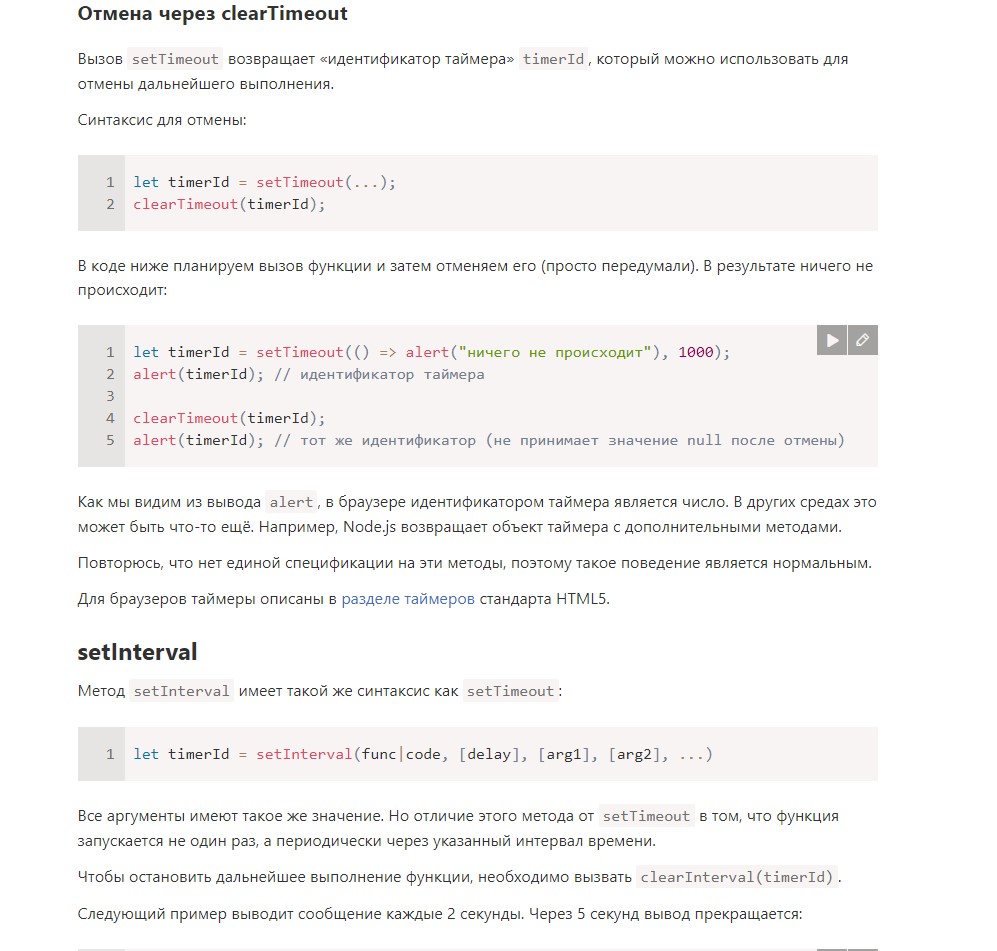 Отмена через clearTimeout
Вызов setTimeout возвращает «идентификатор таймера» timerId, который можно использовать для
отмены дальнейшего выполнения.
Синтаксис для отмены:
1 let timerId = setTimeout(...);
2 clearTimeout(timerId);
В коде ниже планируем вызов функции и затем отменяем его (просто передумали). В результате ничего не
происходит:
1 let timerId = setTimeout(() => alert("ничего не происходит"), 1000);
2 alert(timerId); // идентификатор таймера
3
4 clearTimeout(timerId);
5 alert(timerId); // тот же идентификатор (не принимает значение null после отмены)
Как мы видим из вывода alert, в браузере идентификатором таймера является число. В других средах это
может быть что-то ещё. Например, Node.js возвращает объект таймера с дополнительными методами.
Повторюсь, что нет единой спецификации на эти методы, поэтому такое поведение является нормальным.
Для браузеров таймеры описаны в разделе таймеров стандарта HTML5.
setInterval
Метод setInterval имеет такой же синтаксис как setTimeout:
1 let timerId = setInterval(func|code, [delay], [arg1], [arg2], ...)
Все аргументы имеют такое же значение. Но отличие этого метода от setTimeout в том, что функция
запускается не один раз, а периодически через указанный интервал времени.
Чтобы остановить дальнейшее выполнение функции, необходимо вызвать clearInterval(timerId).
Следующий пример выводит сообщение каждые 2 секунды. Через 5 секунд вывод прекращается: